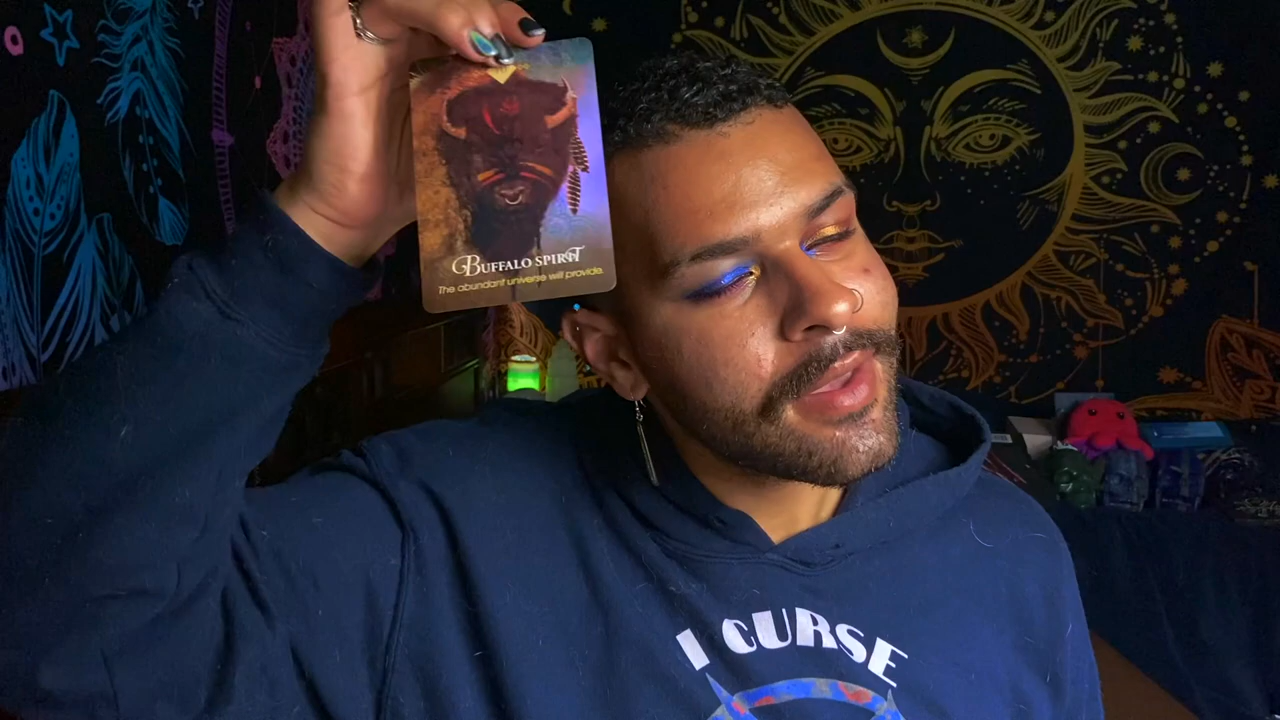 BUFFALO SPIRIT
The abundant universe will provide.
I CURSE